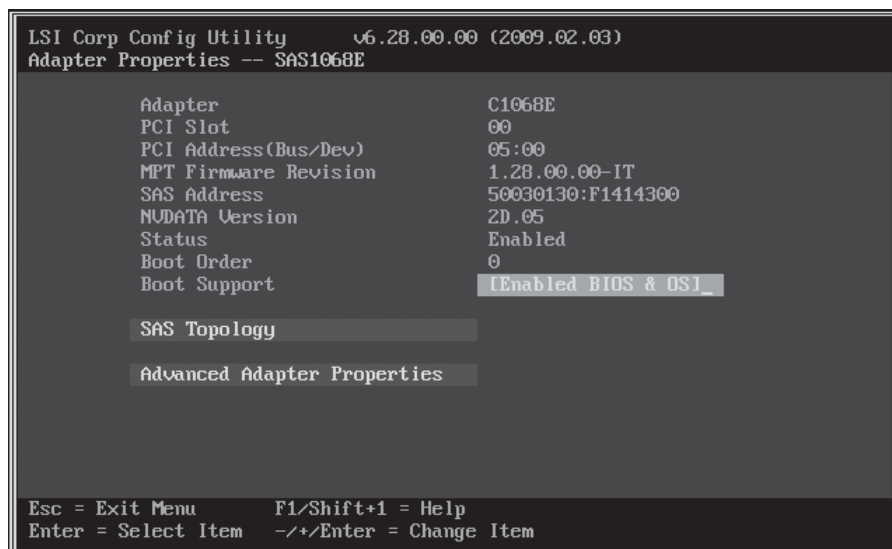 LSI Corp Config Utility v6.28.00.00 (2009.02.03)
Adapter Properties -- SAS1068E
Adapter C1068E
PCI Slot 00
PCI Address(Bus/Dev) 05:00
MPT Firmware Revision 1.28.00.00-IT
SAS Address 50030130:F1414300
NVDATA Version 2D.05
Status Enabled
Boot Order 0
Boot Support [Enabled BIOS & OS]_
SAS Topology
Advanced Adapter Properties
Esc = Exit Menu F1/Shift+1 = Help
Enter = Select Item -/+/Enter = Change Item